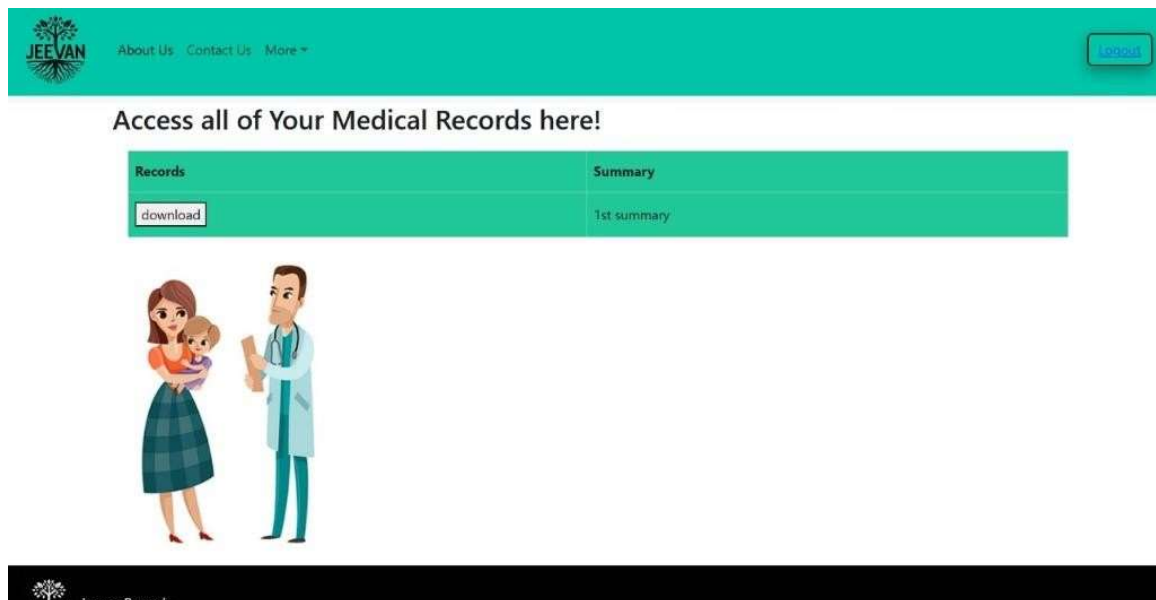 JEEVAN
About Us Contact Us More
Logout
Access all of Your Medical Records here!
Records Summary
download 1st summary